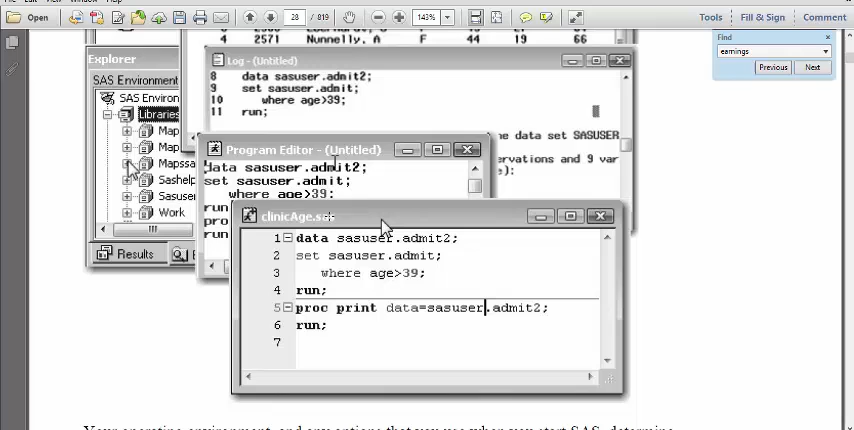 Open
28
/ 819
143%
Tools
Fill & Sign
Comment
Find
earnings
Previous
Next
4 2571 Nunnelly, A F 44 19 66
Explorer
SAS Environment
SAS Environ
Libraries
Map
Map
Mapssa
Sashelp
Sasuser
Work
Results
Log - (Untitled)
8 data sasuser.admit2;
9 set sasuser.admit;
10 where age>39;
11 run;
ne data set SASUSER
ervations and 9 var
):
Program Editor - (Untitled)
data sasuser.admit2;
set sasuser.admit;
where age>39;
run
pro
run
clinicAge.s
1 data sasuser.admit2;
2 set sasuser.admit;
3 where age>39;
4 run;
5 proc print data=sasuser.admit2;
6 run;
7
Your operating environment, and any options that you use when you start SAS, determine